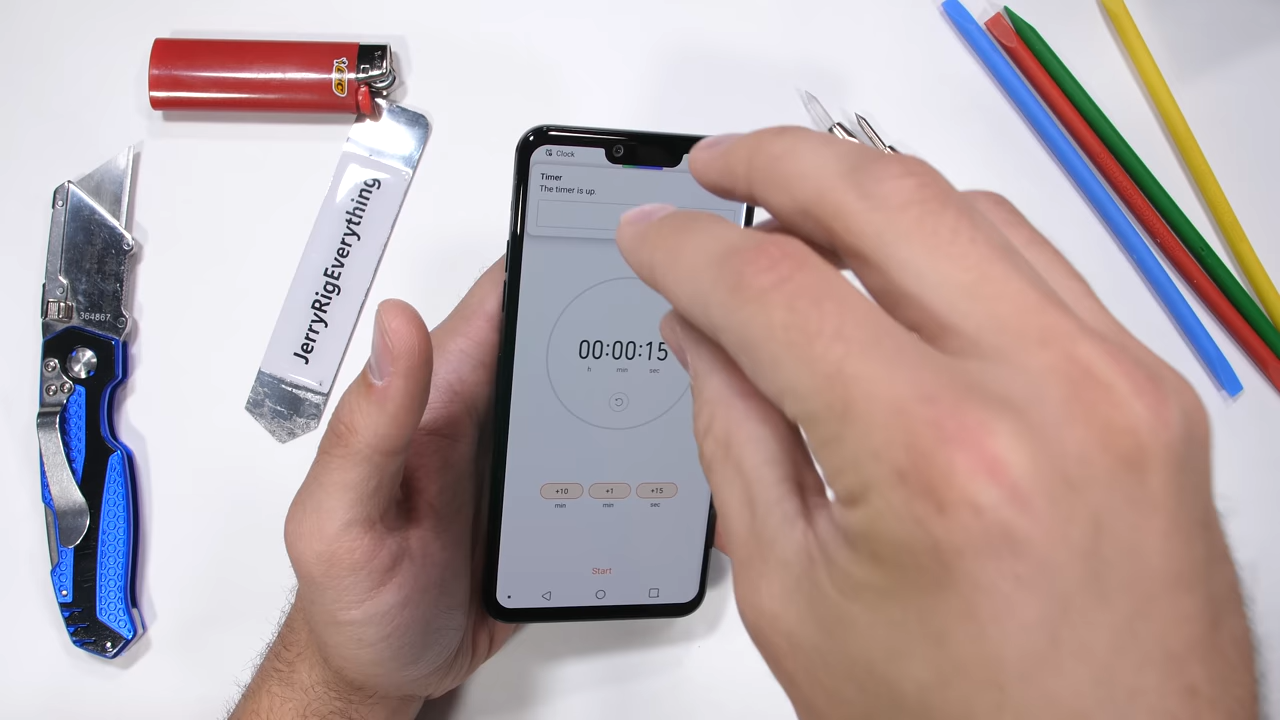 BIC
364867
JerryRigEverything
Clock
Timer
The timer is up.
00:00:15
h min sec
+10 +1 +15
min min sec
Start